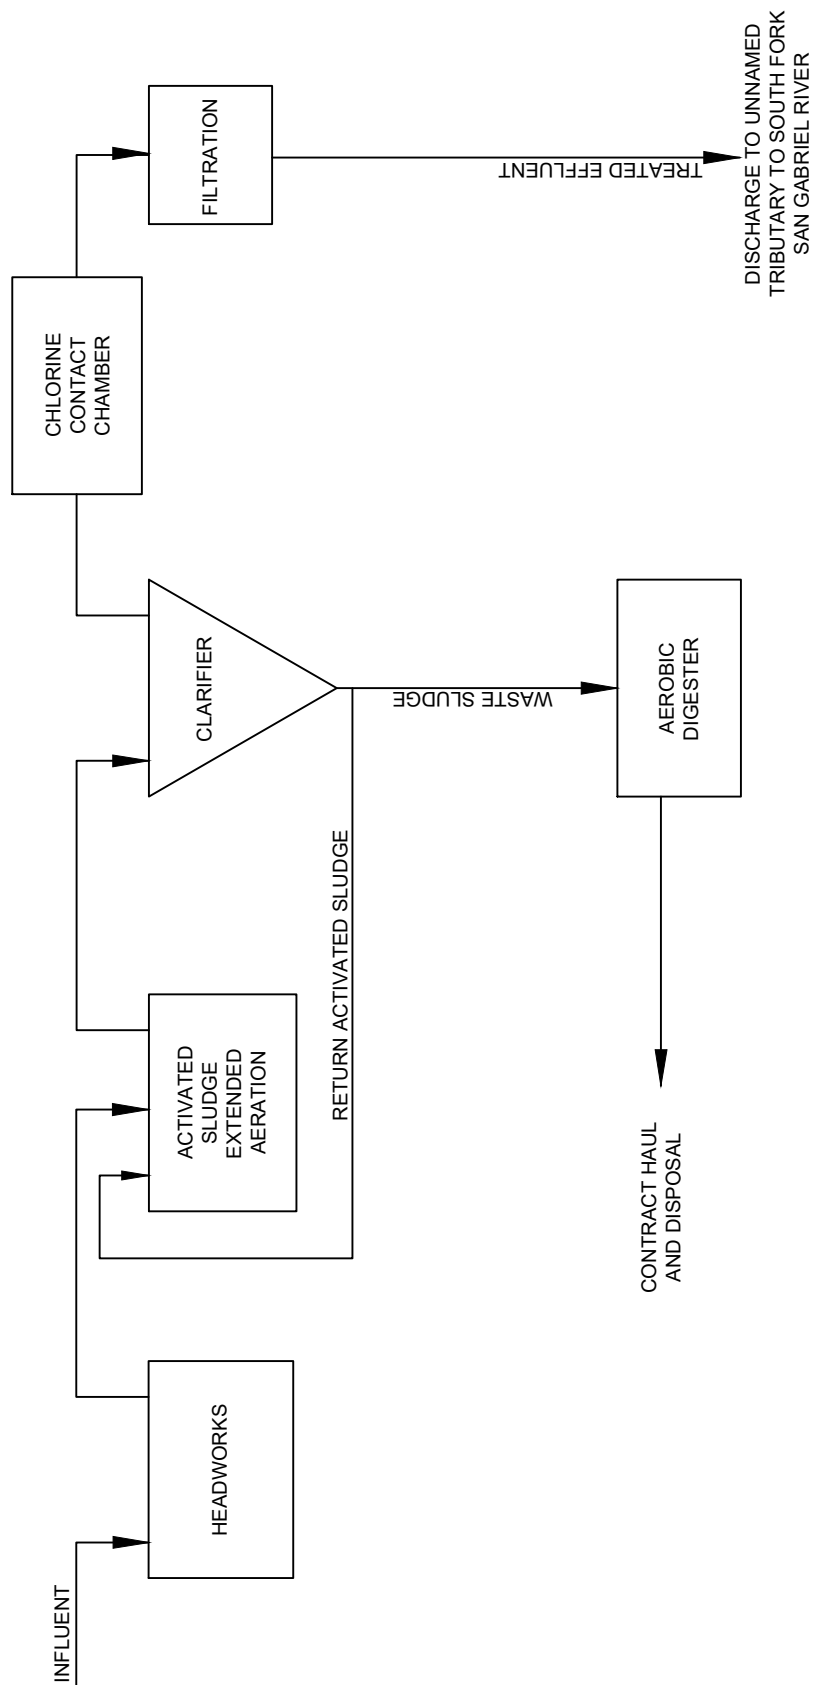 INFLUENT
HEADWORKS
ACTIVATED
SLUDGE
EXTENDED
AERATION
RETURN ACTIVATED SLUDGE
CLARIFIER
WASTE SLUDGE
AEROBIC
DIGESTER
CONTRACT HAUL
AND DISPOSAL
CHLORINE
CONTACT
CHAMBER
FILTRATION
TREATED EFFLUENT
DISCHARGE TO UNNAMED
TRIBUTARY TO SOUTH FORK
SAN GABRIEL RIVER